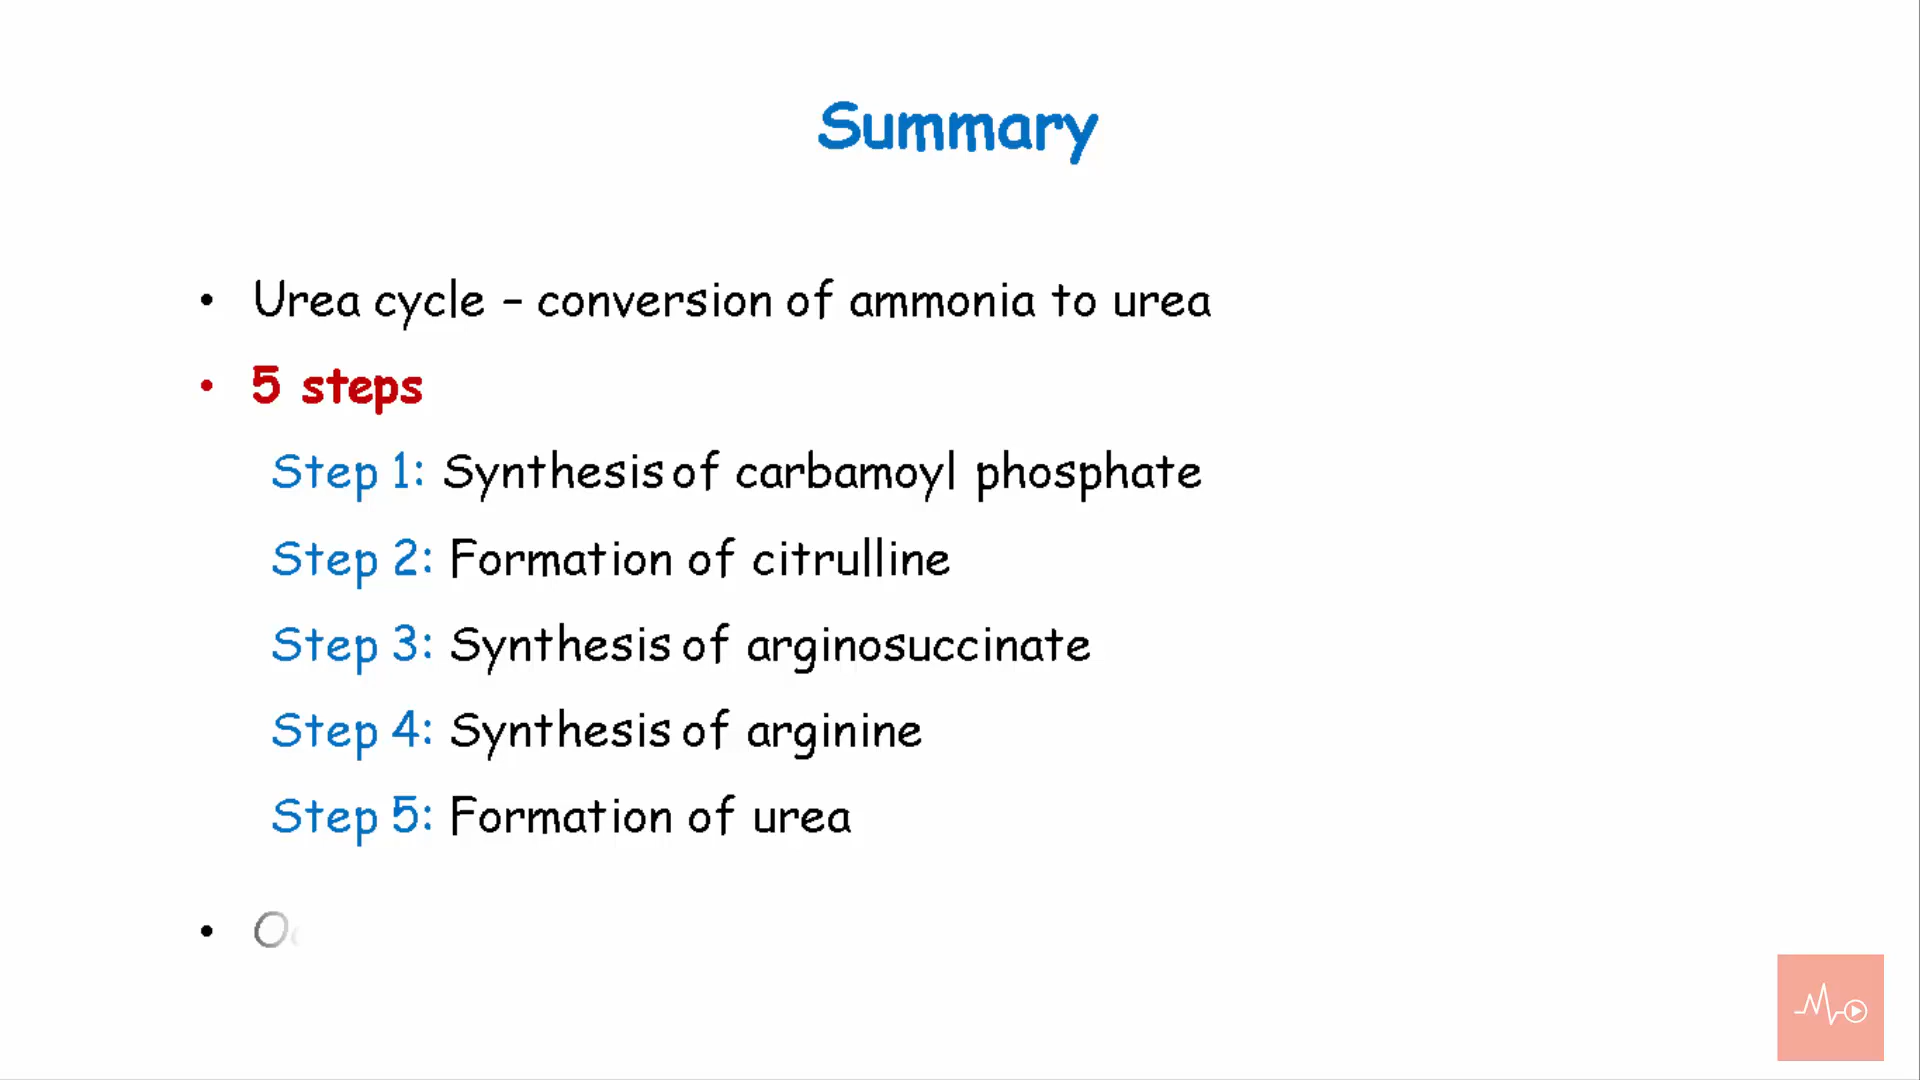 Summary
• Urea cycle – conversion of ammonia to urea
• 5 steps
Step 1: Synthesis of carbamoyl phosphate
Step 2: Formation of citrulline
Step 3: Synthesis of arginosuccinate
Step 4: Synthesis of arginine
Step 5: Formation of urea
•